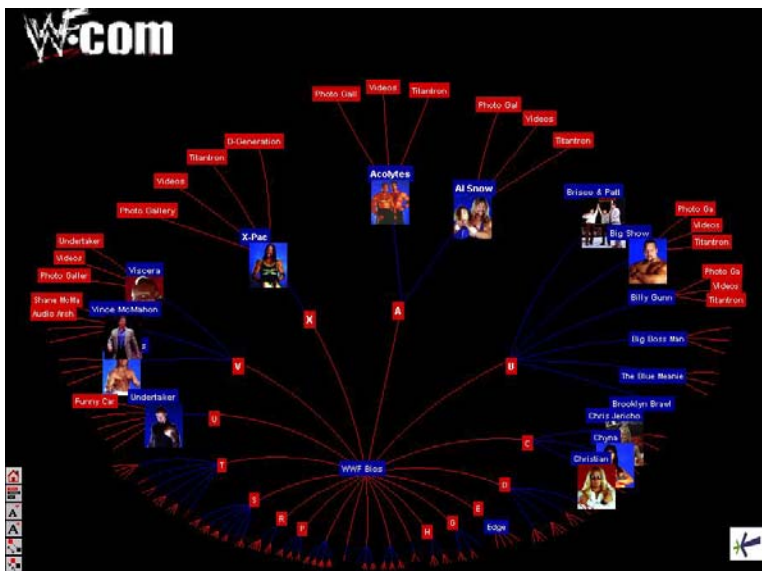 WF.com
Photo Gall
Videos
Titantron
Photo Gal
Videos
Titantron
D-Generation
Titantron
Videos
Photo Gallery
Acolytes
Al Snow
Brisco & Patt
Photo Ga
Videos
Titantron
X-Pac
Big Show
Undertaker
Videos
Photo Galler
Viscera
Photo Ga
Videos
Titantron
Billy Gunn
Shane McMa
Audio Arch
Vince McMahon
X
A
B
Big Boss Man
s
V
The Blue Meanie
Funny Car
Undertaker
U
Brooklyn Brawl
Chris Jericho
Chyna
C
Christian
T
WWF Bios
D
S
R
P
H
G
E
Edge
A
A